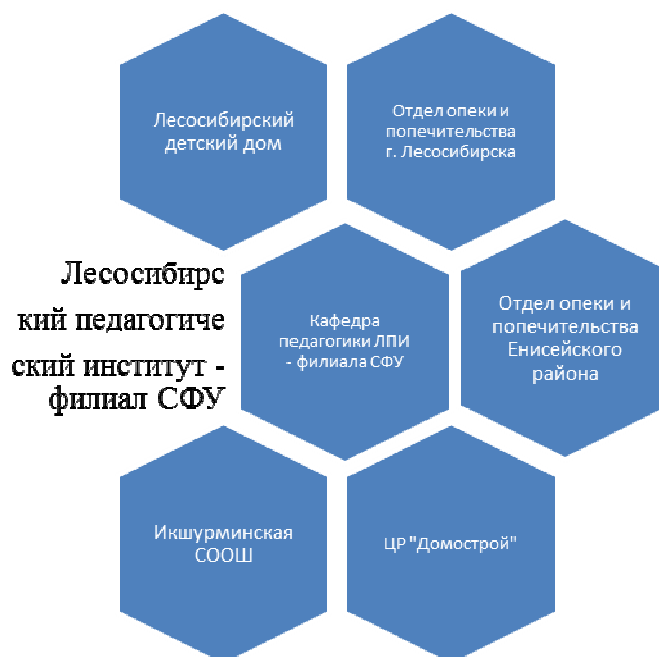 Лесосибирский
детский дом
Отдел опеки и
попечительства
г. Лесосибирска
Лесосибирс
кий педагогиче
ский институт -
филиал СФУ
Кафедра
педагогики ЛПИ
- филиала СФУ
Отдел опеки и
попечительства
Енисейского
района
Икшурминская
СООШ
ЦР "Домострой"